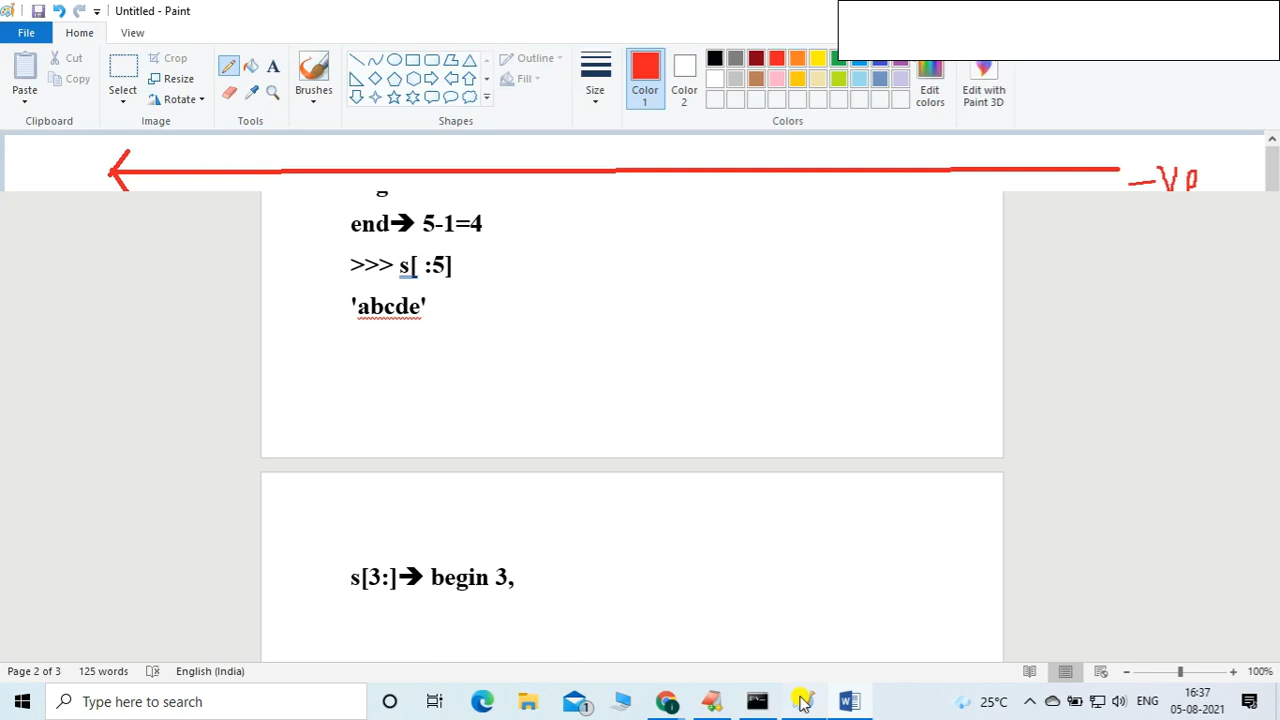 Untitled - Paint
File Home View
Paste
Cut
Copy
Clipboard
Select
Crop
Resize
Rotate
Image
Tools
Brushes
Shapes
Outline
Fill
Size
Color 1
Color 2
Colors
Edit colors
Edit with Paint 3D
end➔ 5-1=4
>>> s[ :5]
'abcde'
s[3:]➔ begin 3,
Page 2 of 3 125 words English (India) 100%
Type here to search
1
25°C
ENG
16:37
05-08-2021